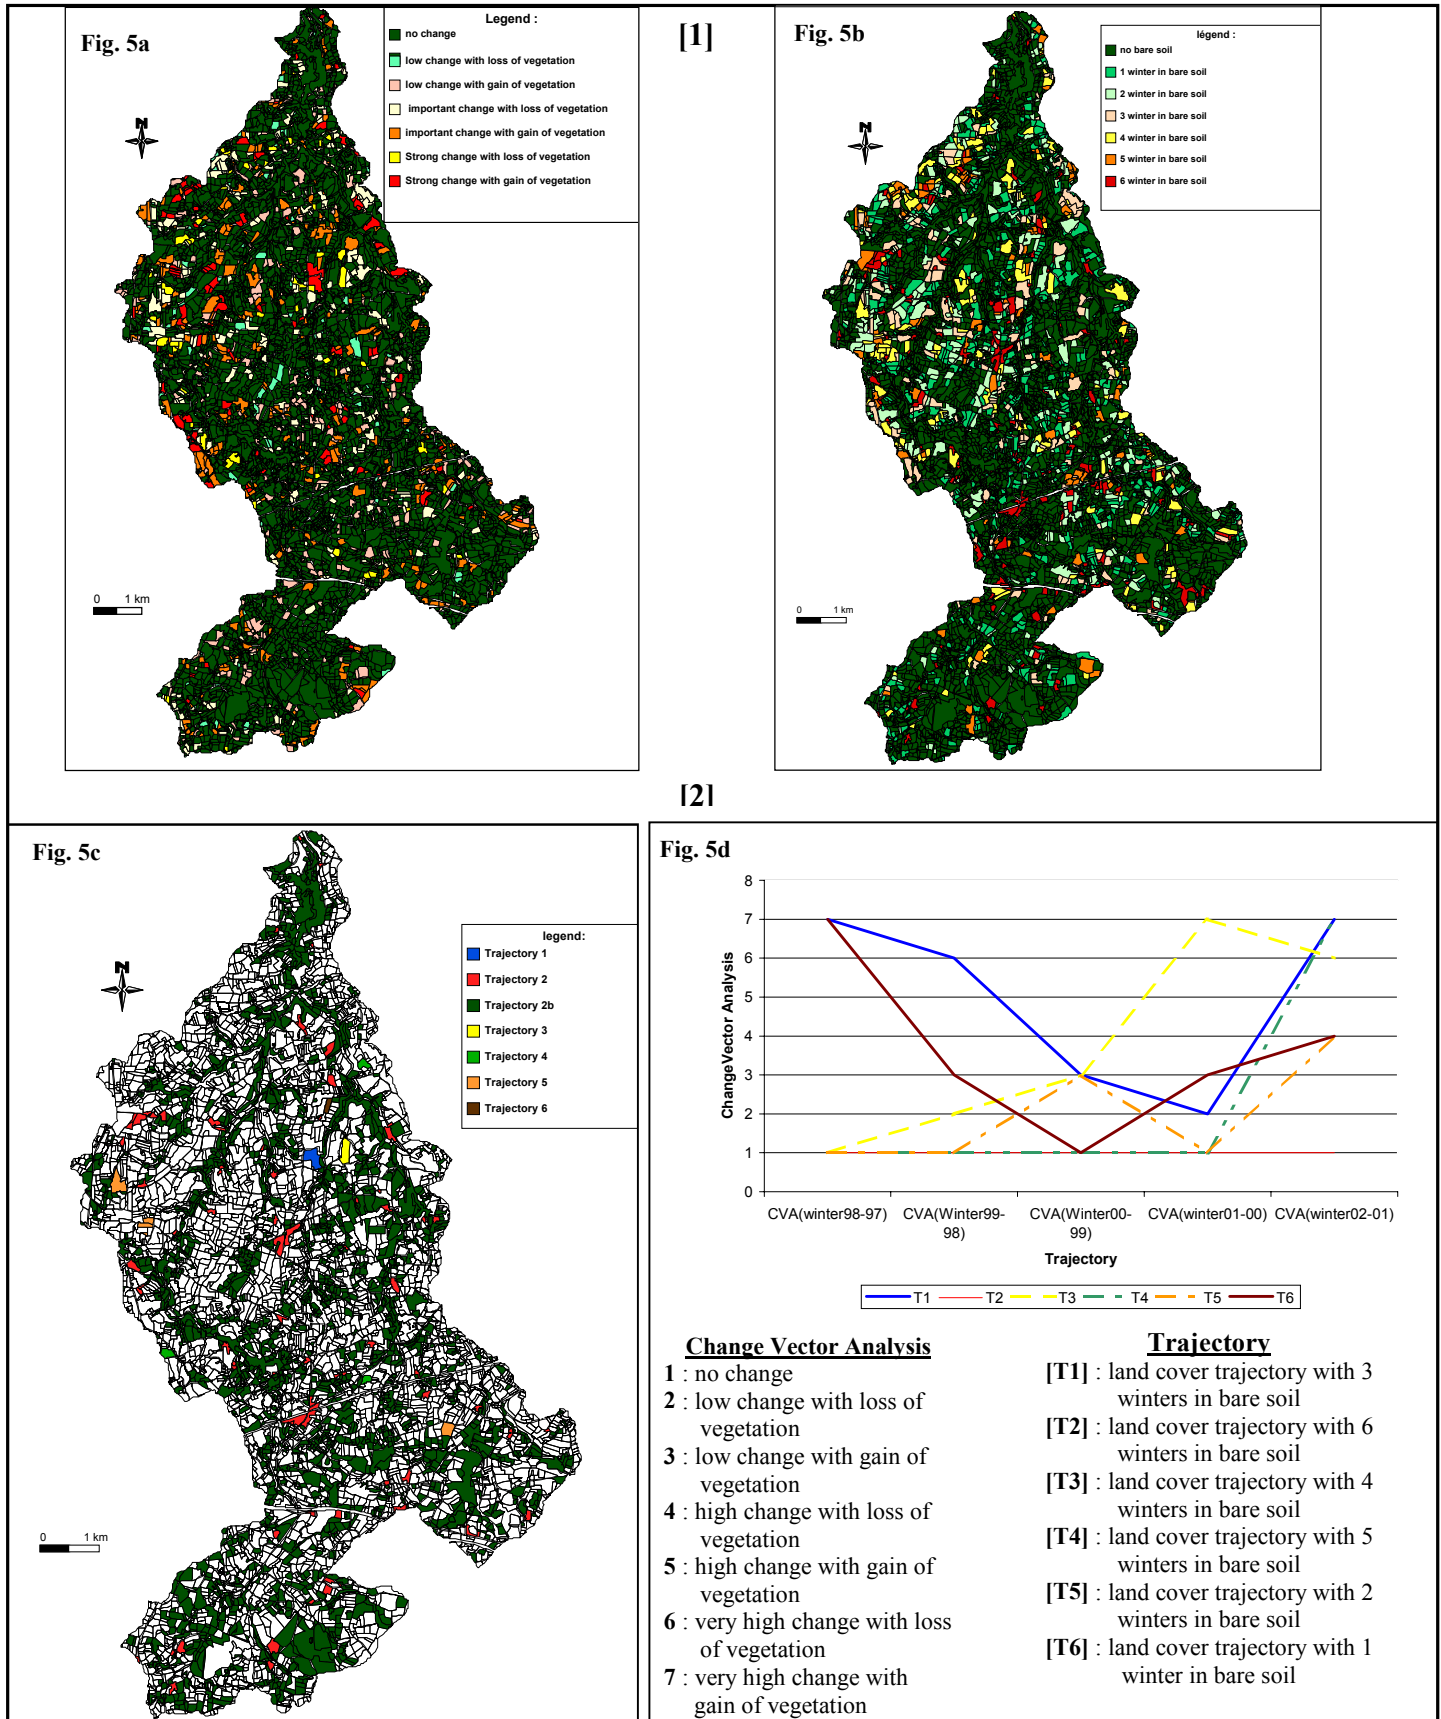 Fig. 5a
Legend :
no change
low change with loss of vegetation
low change with gain of vegetation
important change with loss of vegetation
important change with gain of vegetation
Strong change with loss of vegetation
Strong change with gain of vegetation
N
0 1 km
[1]
Fig. 5b
légend :
no bare soil
1 winter in bare soil
2 winter in bare soil
3 winter in bare soil
4 winter in bare soil
5 winter in bare soil
6 winter in bare soil
N
0 1 km
[2]
Fig. 5c
legend:
Trajectory 1
Trajectory 2
Trajectory 2b
Trajectory 3
Trajectory 4
Trajectory 5
Trajectory 6
N
0 1 km
Fig. 5d
8
7
6
5
4
3
2
1
0
ChangeVector Analysis
CVA(winter98-97)
CVA(Winter99-
98)
CVA(Winter00-
99)
CVA(winter01-00)
CVA(winter02-01)
Trajectory
T1 T2 T3 T4 T5 T6
Change Vector Analysis
1 : no change
2 : low change with loss of
vegetation
3 : low change with gain of
vegetation
4 : high change with loss of
vegetation
5 : high change with gain of
vegetation
6 : very high change with loss
of vegetation
7 : very high change with
gain of vegetation
Trajectory
[T1] : land cover trajectory with 3
winters in bare soil
[T2] : land cover trajectory with 6
winters in bare soil
[T3] : land cover trajectory with 4
winters in bare soil
[T4] : land cover trajectory with 5
winters in bare soil
[T5] : land cover trajectory with 2
winters in bare soil
[T6] : land cover trajectory with 1
winter in bare soil